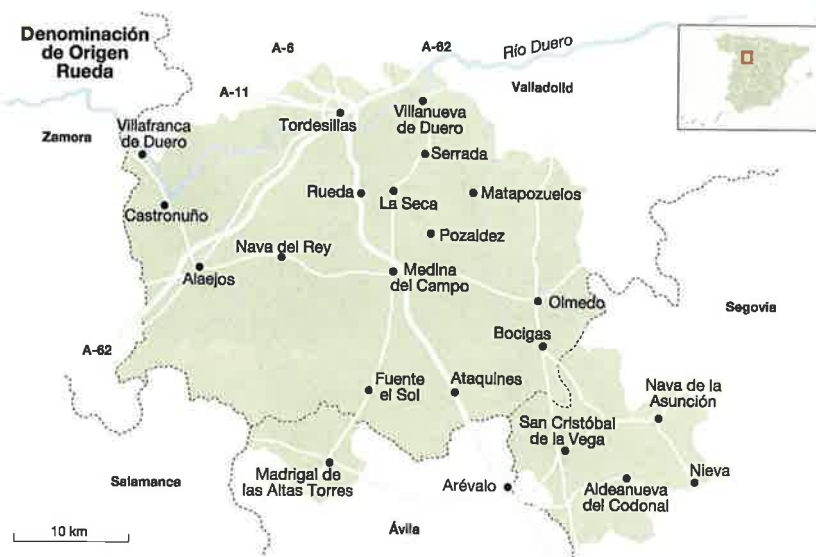 Denominación
de Origen
Rueda
A-6
A-62
Río Duero
A-11
Valladolid
Zamora
Villafranca
de Duero
Tordesillas
Villanueva
de Duero
Serrada
Rueda
La Seca
Matapozuelos
Castronuño
Pozaldez
Nava del Rey
Alaejos
Medina
del Campo
Olmedo
Segovia
Bocigas
A-62
Fuente
el Sol
Ataquines
Nava de la
Asunción
San Cristóbal
de la Vega
Salamanca
Madrigal de
las Altas Torres
Arévalo
Aldeanueva
del Codonal
Nieva
Ávila
10 km